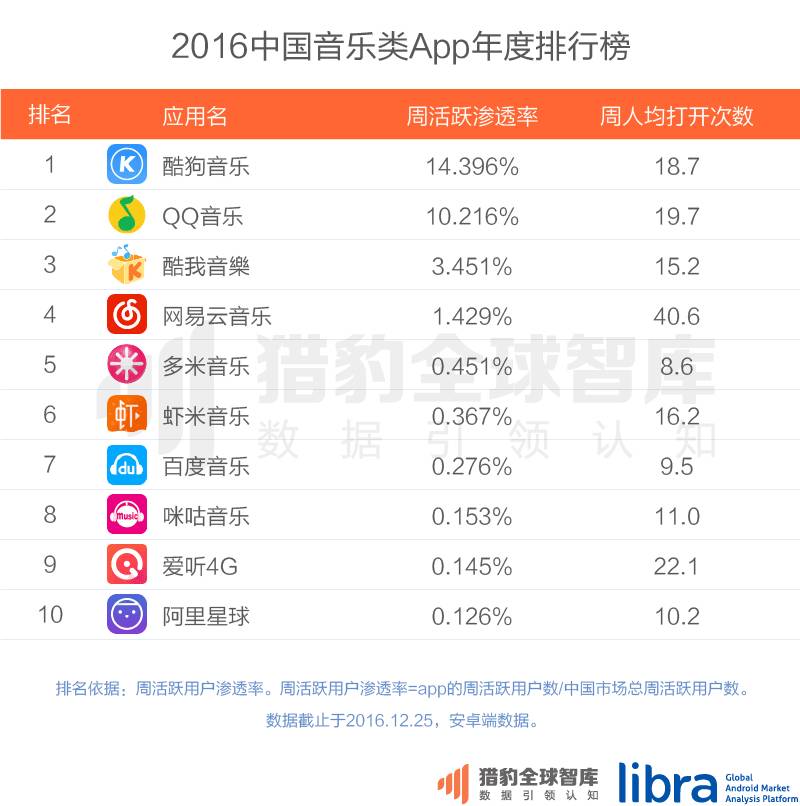 2016中国音乐类App年度排行榜
排名 应用名 周活跃渗透率 周人均打开次数
1 K 酷狗音乐 14.396% 18.7
2 QQ音乐 10.216% 19.7
3 K 酷我音樂 3.451% 15.2
4 网易云音乐 1.429% 40.6
5 多米音乐 0.451% 8.6
6 虾 虾米音乐 0.367% 16.2
7 du 百度音乐 0.276% 9.5
8 Music 咪咕音乐 0.153% 11.0
9 爱听4G 0.145% 22.1
10 阿里星球 0.126% 10.2
猎豹全球智库
数据引领认知
排名依据：周活跃用户渗透率。周活跃用户渗透率=app的周活跃用户数/中国市场总周活跃用户数。
数据截止于2016.12.25，安卓端数据。
猎豹全球智库
数据引领认知
libra Global
Android Market
Analysis Platform